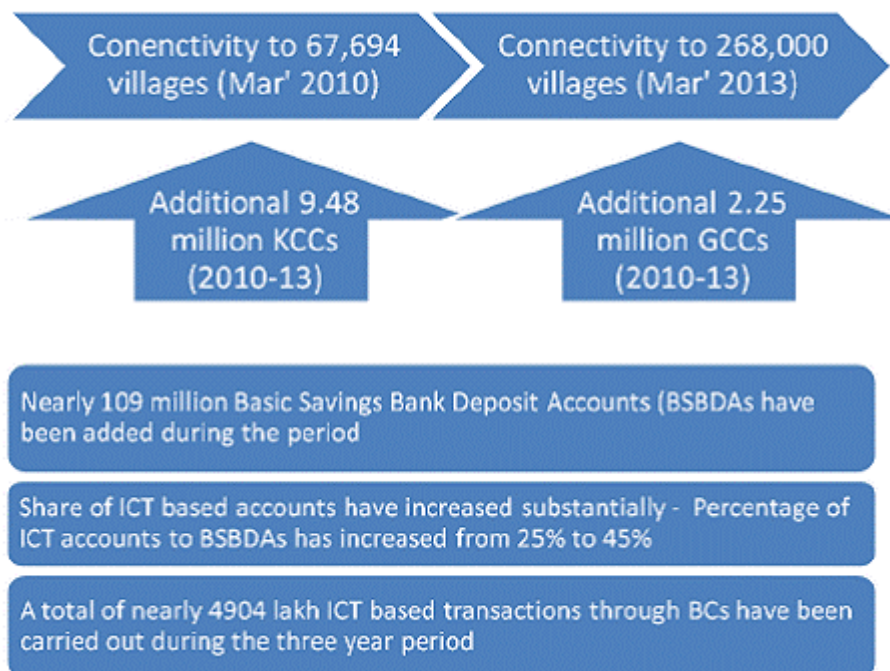 Conenctivity to 67,694
villages (Mar' 2010)
Connectivity to 268,000
villages (Mar' 2013)
Additional 9.48
million KCCs
(2010-13)
Additional 2.25
million GCCs
(2010-13)
Nearly 109 million Basic Savings Bank Deposit Accounts (BSBDAs have
been added during the period
Share of ICT based accounts have increased substantially - Percentage of
ICT accounts to BSBDAs has increased from 25% to 45%
A total of nearly 4904 lakh ICT based transactions through BCs have been
carried out during the three year period